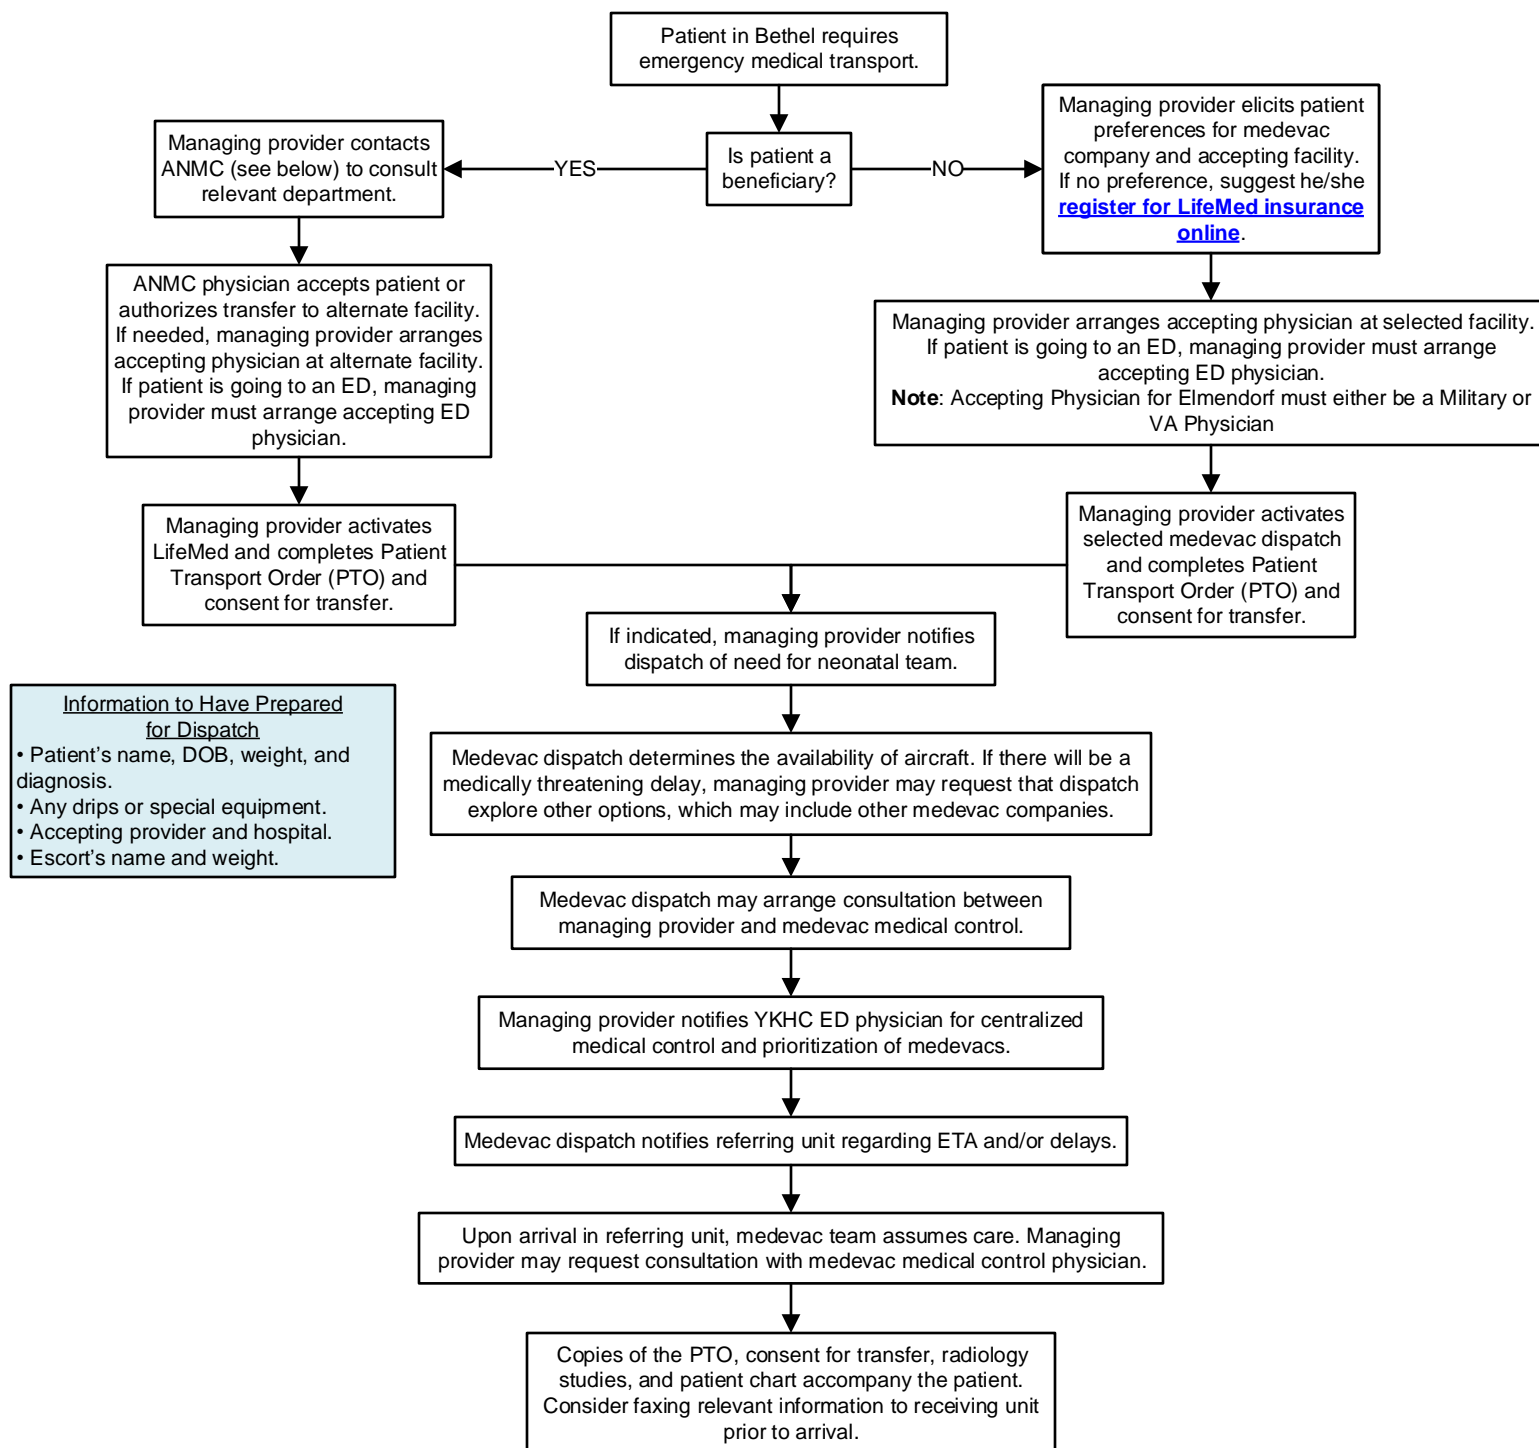 Patient in Bethel requires
emergency medical transport.
Is patient a
beneficiary?
YES
NO
Managing provider contacts
ANMC (see below) to consult
relevant department.
ANMC physician accepts patient or
authorizes transfer to alternate facility.
If needed, managing provider arranges
accepting physician at alternate facility.
If patient is going to an ED, managing
provider must arrange accepting ED
physician.
Managing provider activates
LifeMed and completes Patient
Transport Order (PTO) and
consent for transfer.
Managing provider elicits patient
preferences for medevac
company and accepting facility.
If no preference, suggest he/she
register for LifeMed insurance
online.
Managing provider arranges accepting physician at selected facility.
If patient is going to an ED, managing provider must arrange
accepting ED physician.
Note: Accepting Physician for Elmendorf must either be a Military or
VA Physician
Managing provider activates
selected medevac dispatch
and completes Patient
Transport Order (PTO) and
consent for transfer.
If indicated, managing provider notifies
dispatch of need for neonatal team.
Information to Have Prepared
for Dispatch
• Patient’s name, DOB, weight, and
diagnosis.
• Any drips or special equipment.
• Accepting provider and hospital.
• Escort’s name and weight.
Medevac dispatch determines the availability of aircraft. If there will be a
medically threatening delay, managing provider may request that dispatch
explore other options, which may include other medevac companies.
Medevac dispatch may arrange consultation between
managing provider and medevac medical control.
Managing provider notifies YKHC ED physician for centralized
medical control and prioritization of medevacs.
Medevac dispatch notifies referring unit regarding ETA and/or delays.
Upon arrival in referring unit, medevac team assumes care. Managing
provider may request consultation with medevac medical control physician.
Copies of the PTO, consent for transfer, radiology
studies, and patient chart accompany the patient.
Consider faxing relevant information to receiving unit
prior to arrival.